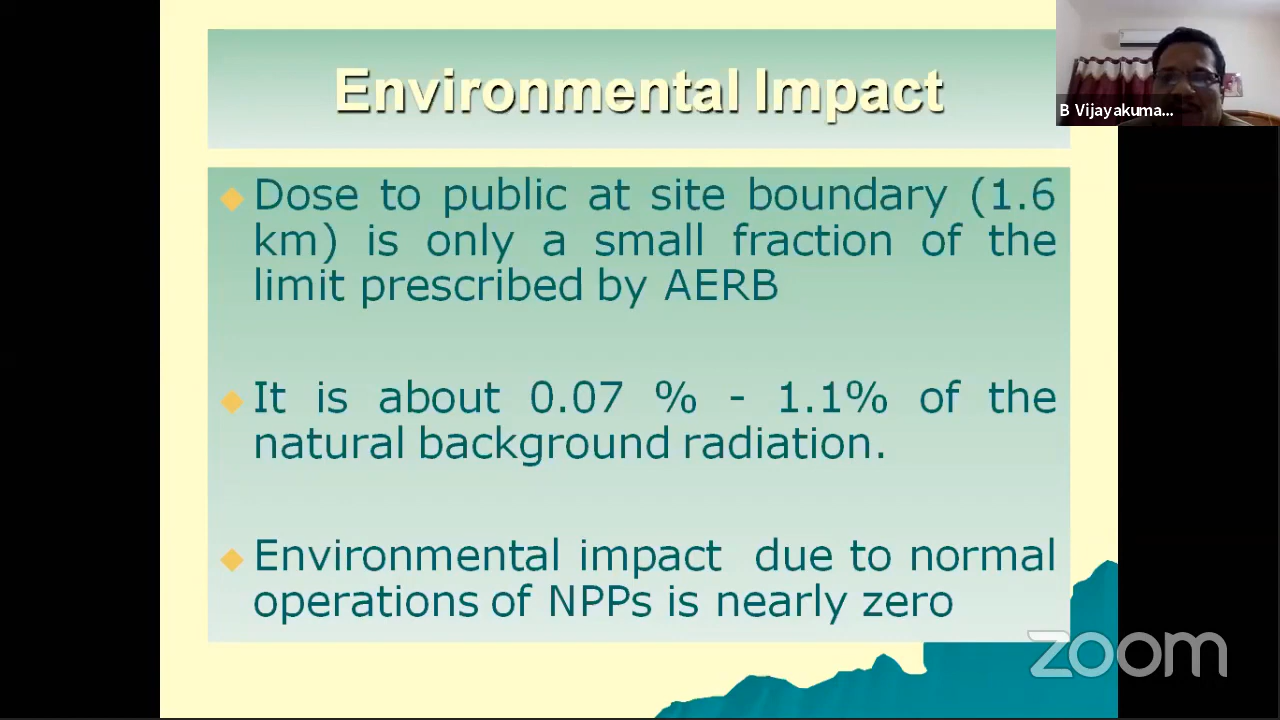 Environmental Impact
B Vijayakuma...
Dose to public at site boundary (1.6
km) is only a small fraction of the
limit prescribed by AERB
It is about 0.07 % - 1.1% of the
natural background radiation.
Environmental impact due to normal
operations of NPPs is nearly zero
zoom